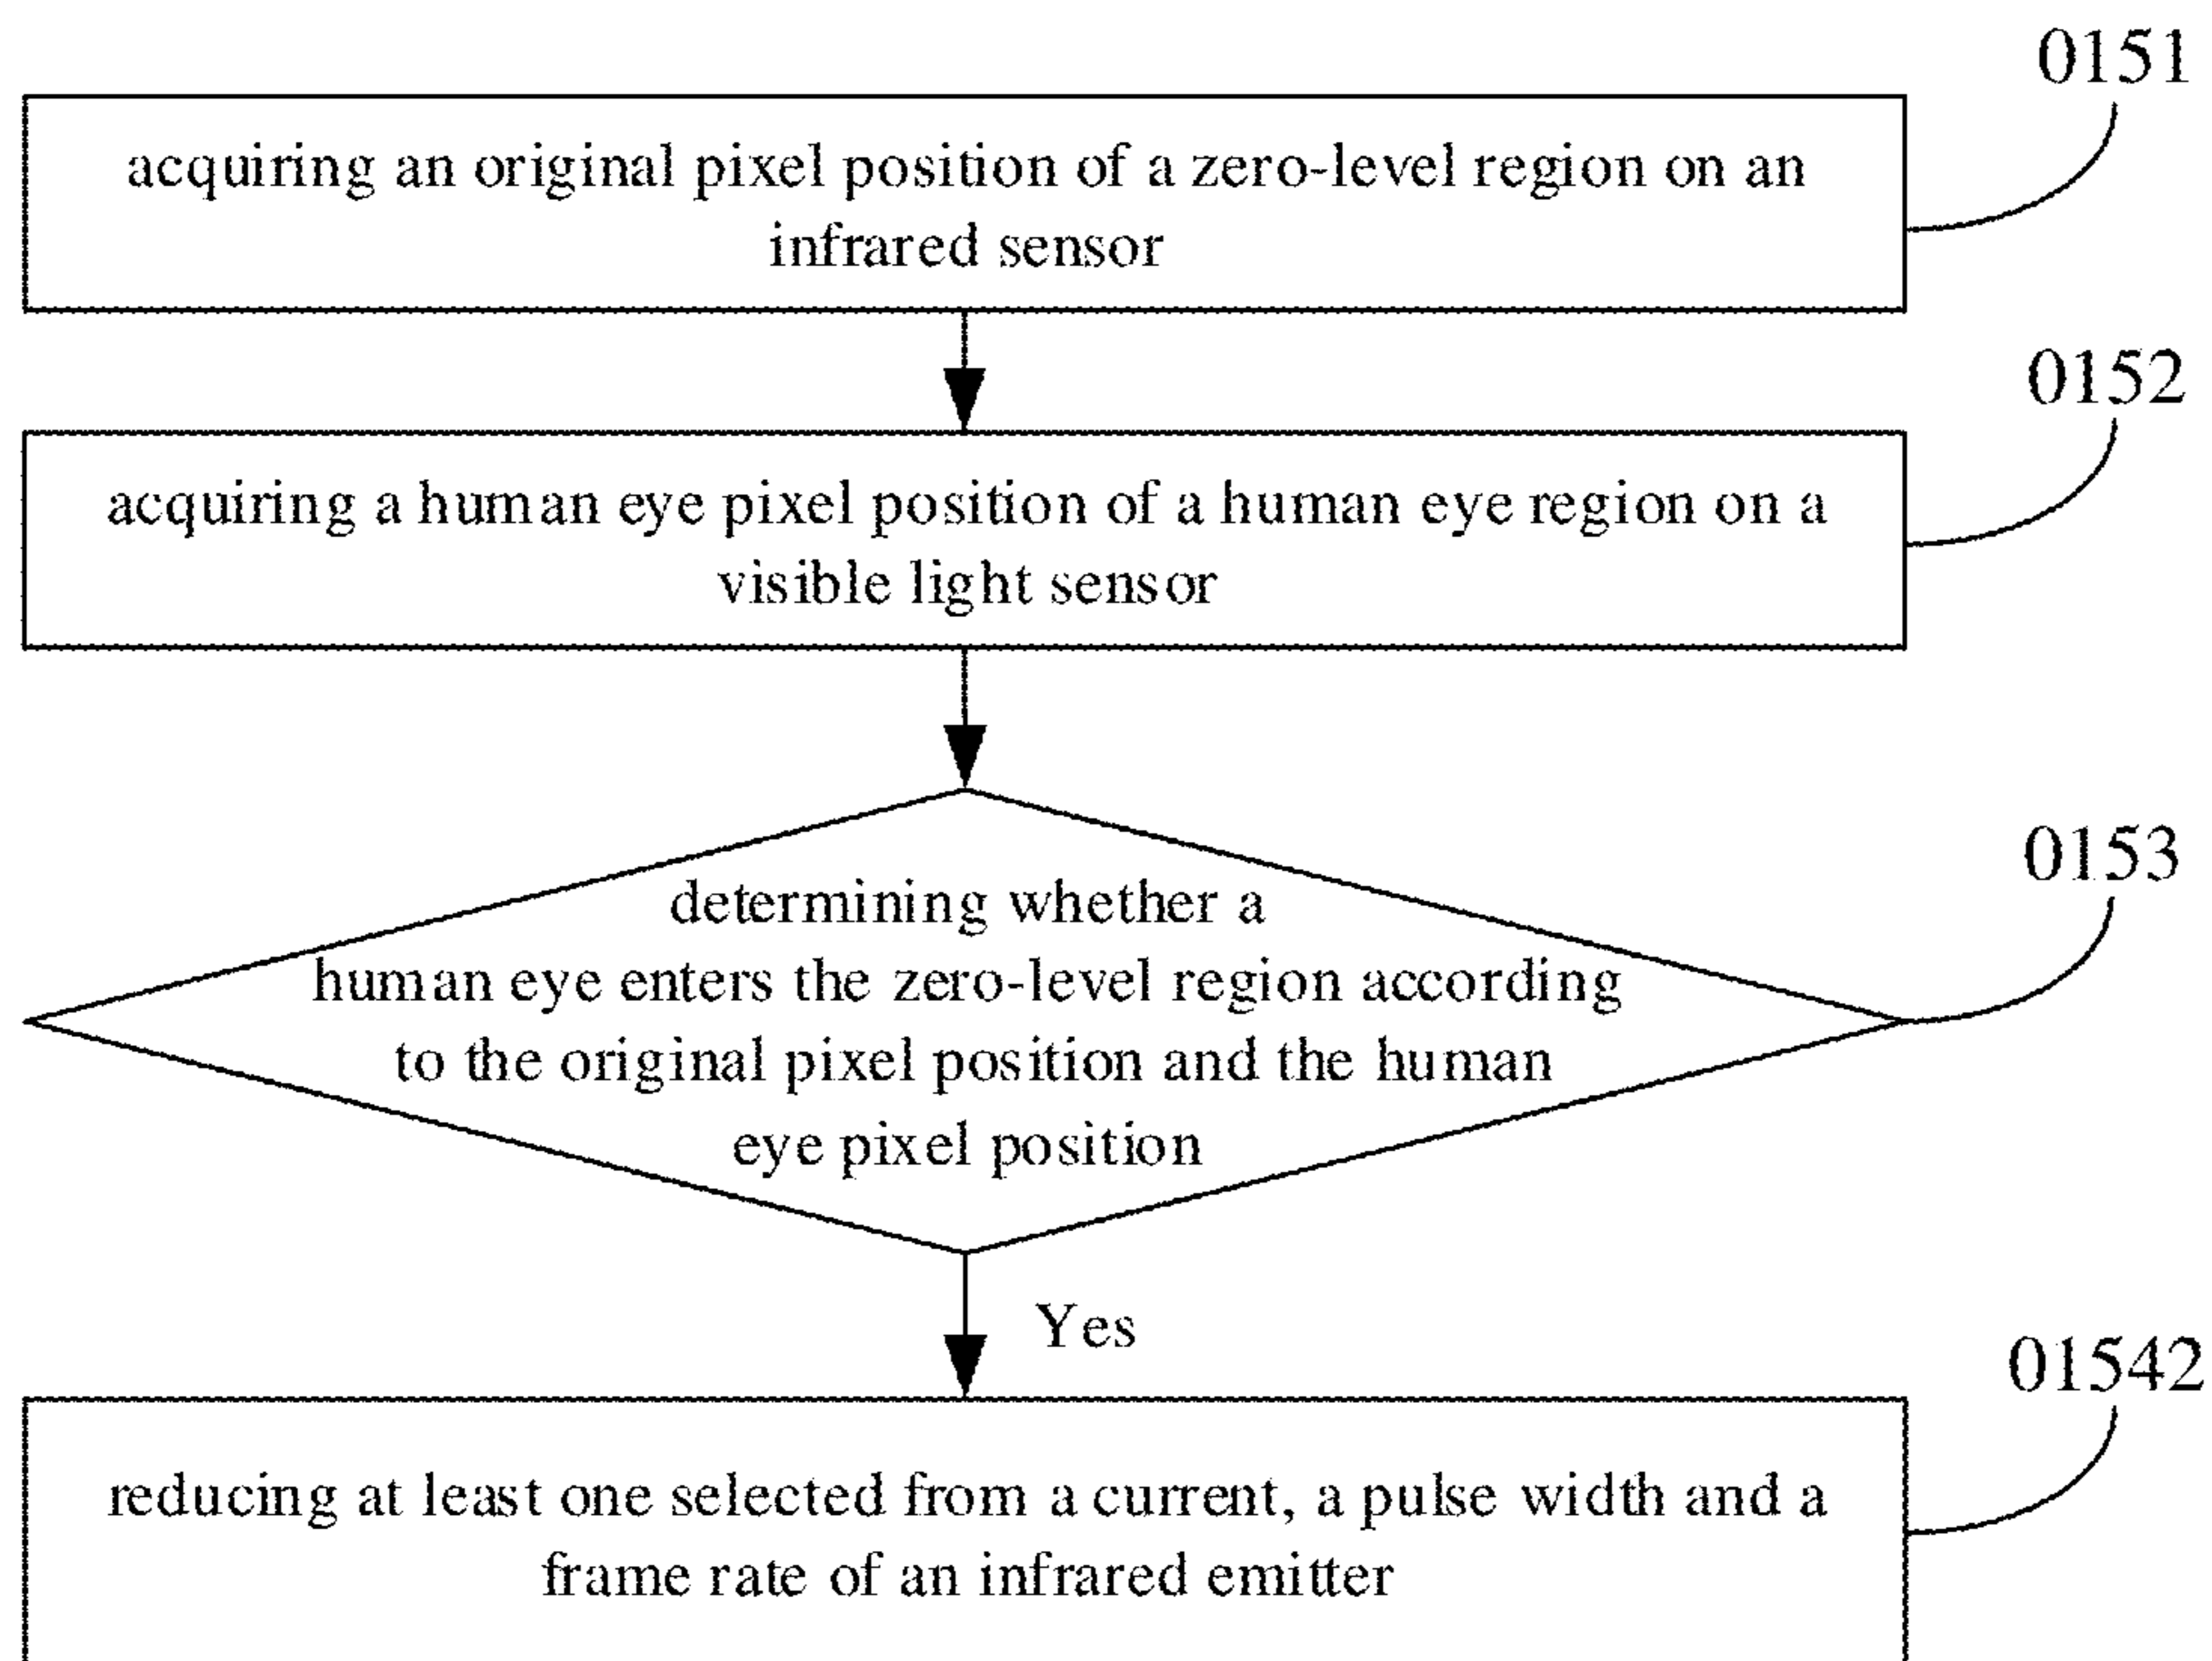 0151
acquiring an original pixel position of a zero-level region on an
infrared sensor
0152
acquiring a human eye pixel position of a human eye region on a
visible light sensor
0153
determining whether a
human eye enters the zero-level region according
to the original pixel position and the human
eye pixel position
Yes
01542
reducing at least one selected from a current, a pulse width and a
frame rate of an infrared emitter